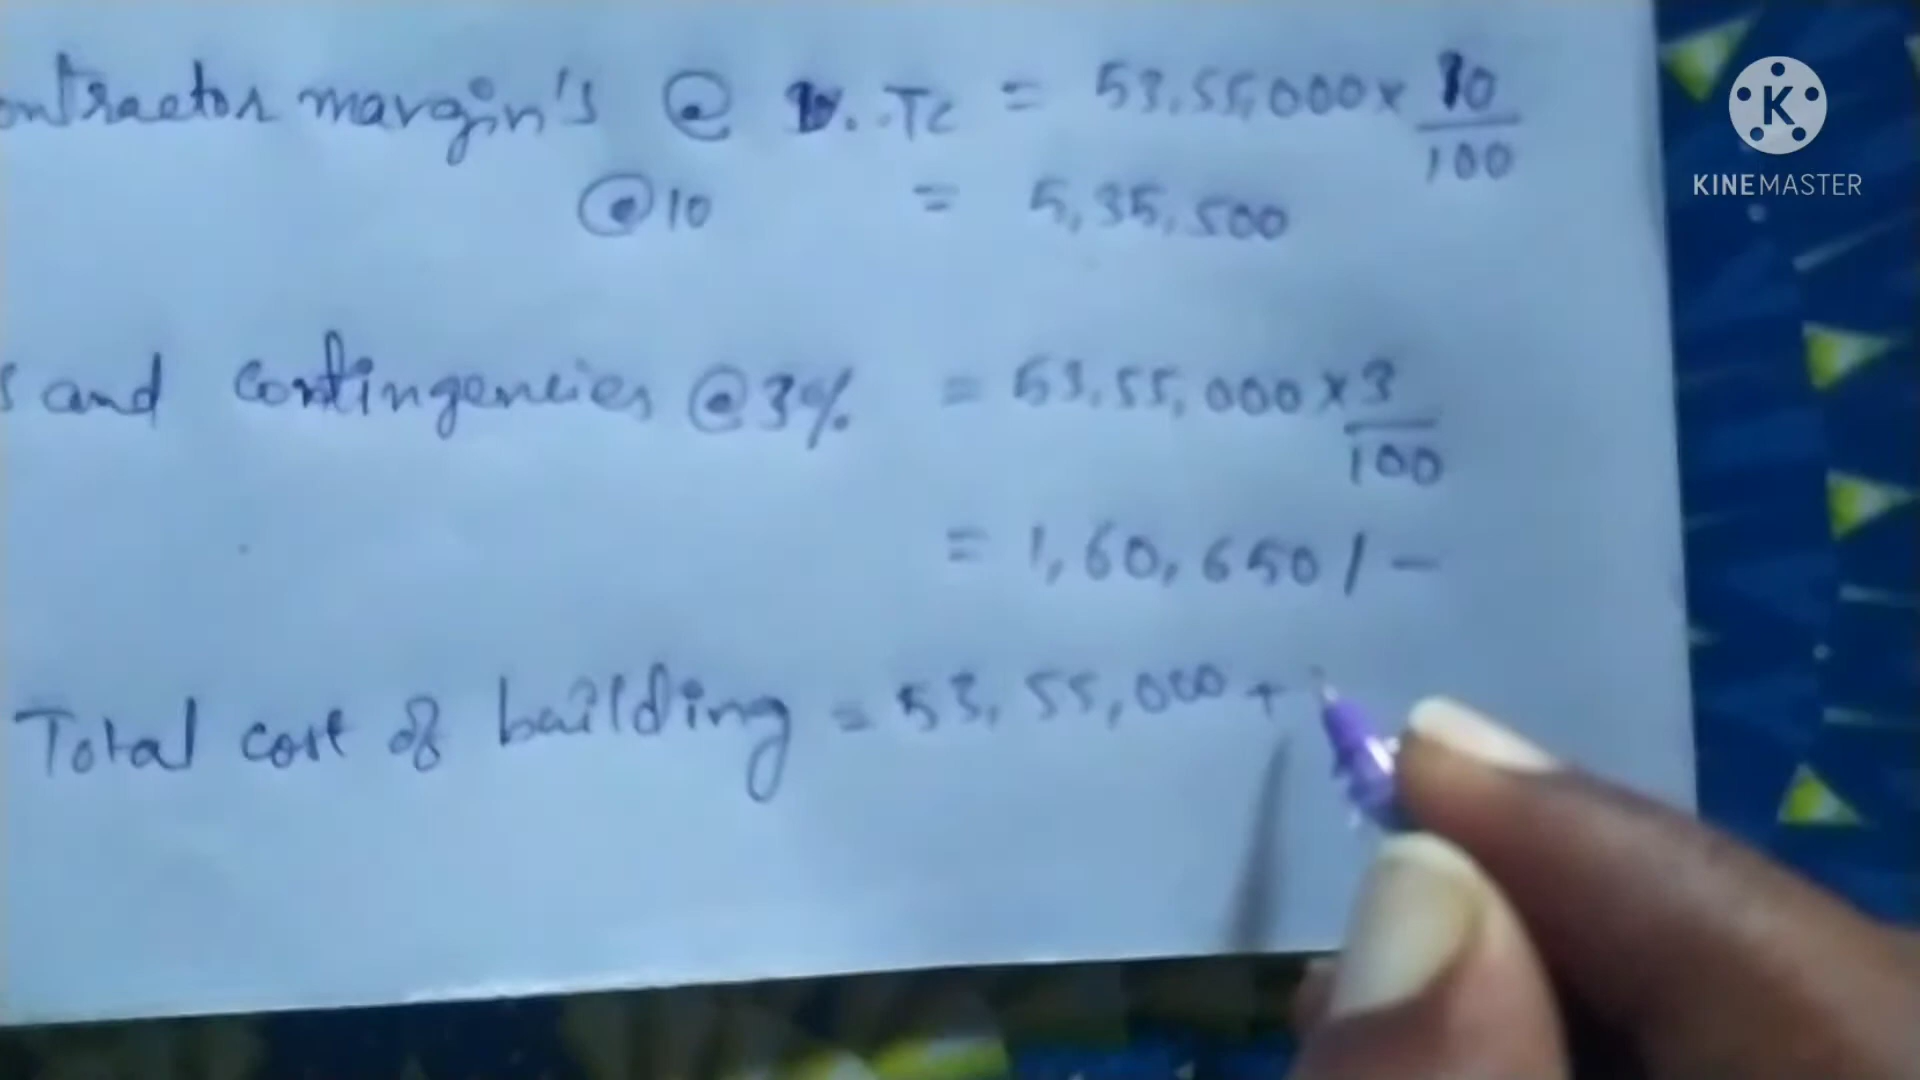 ontractor margin's @ 10. .Tc = 53,55,000 x 10/100
@10 = 5,35,500
s and contingencies @3% = 53,55,000 x 3/100
= 1,60,650/-
Total cost of building = 53,55,000 +
K
KINEMASTER